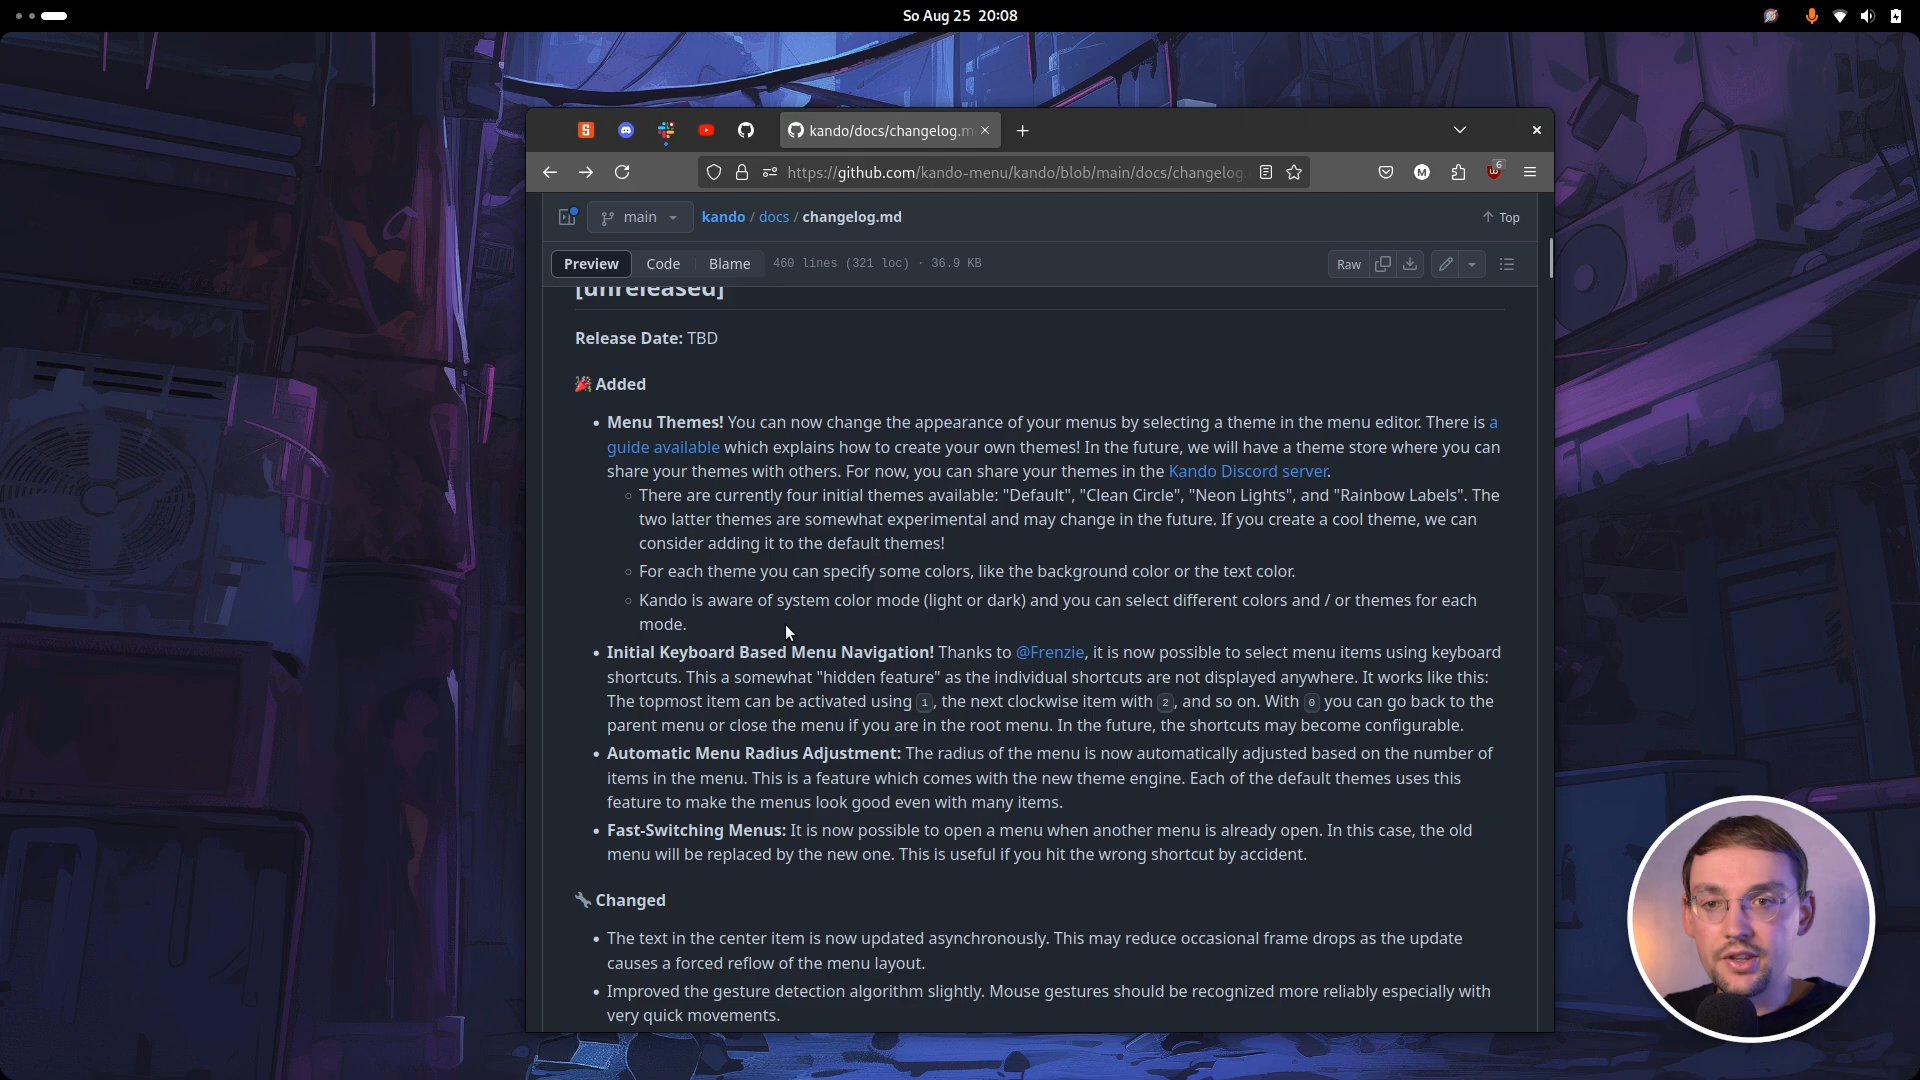 So Aug 25 20:08
kando/docs/changelog.m
https://github.com/kando-menu/kando/blob/main/docs/changelog.
6
main
kando / docs / changelog.md
Top
Preview Code Blame 460 lines (321 loc) · 36.9 KB
Raw
[unreleased]
Release Date: TBD
🎉 Added
• Menu Themes! You can now change the appearance of your menus by selecting a theme in the menu editor. There is a
guide available which explains how to create your own themes! In the future, we will have a theme store where you can
share your themes with others. For now, you can share your themes in the Kando Discord server.
◦ There are currently four initial themes available: "Default", "Clean Circle", "Neon Lights", and "Rainbow Labels". The
two latter themes are somewhat experimental and may change in the future. If you create a cool theme, we can
consider adding it to the default themes!
◦ For each theme you can specify some colors, like the background color or the text color.
◦ Kando is aware of system color mode (light or dark) and you can select different colors and / or themes for each
mode.
• Initial Keyboard Based Menu Navigation! Thanks to @Frenzie, it is now possible to select menu items using keyboard
shortcuts. This a somewhat "hidden feature" as the individual shortcuts are not displayed anywhere. It works like this:
The topmost item can be activated using 1, the next clockwise item with 2, and so on. With 0 you can go back to the
parent menu or close the menu if you are in the root menu. In the future, the shortcuts may become configurable.
• Automatic Menu Radius Adjustment: The radius of the menu is now automatically adjusted based on the number of
items in the menu. This is a feature which comes with the new theme engine. Each of the default themes uses this
feature to make the menus look good even with many items.
• Fast-Switching Menus: It is now possible to open a menu when another menu is already open. In this case, the old
menu will be replaced by the new one. This is useful if you hit the wrong shortcut by accident.
🔧 Changed
• The text in the center item is now updated asynchronously. This may reduce occasional frame drops as the update
causes a forced reflow of the menu layout.
• Improved the gesture detection algorithm slightly. Mouse gestures should be recognized more reliably especially with
very quick movements.